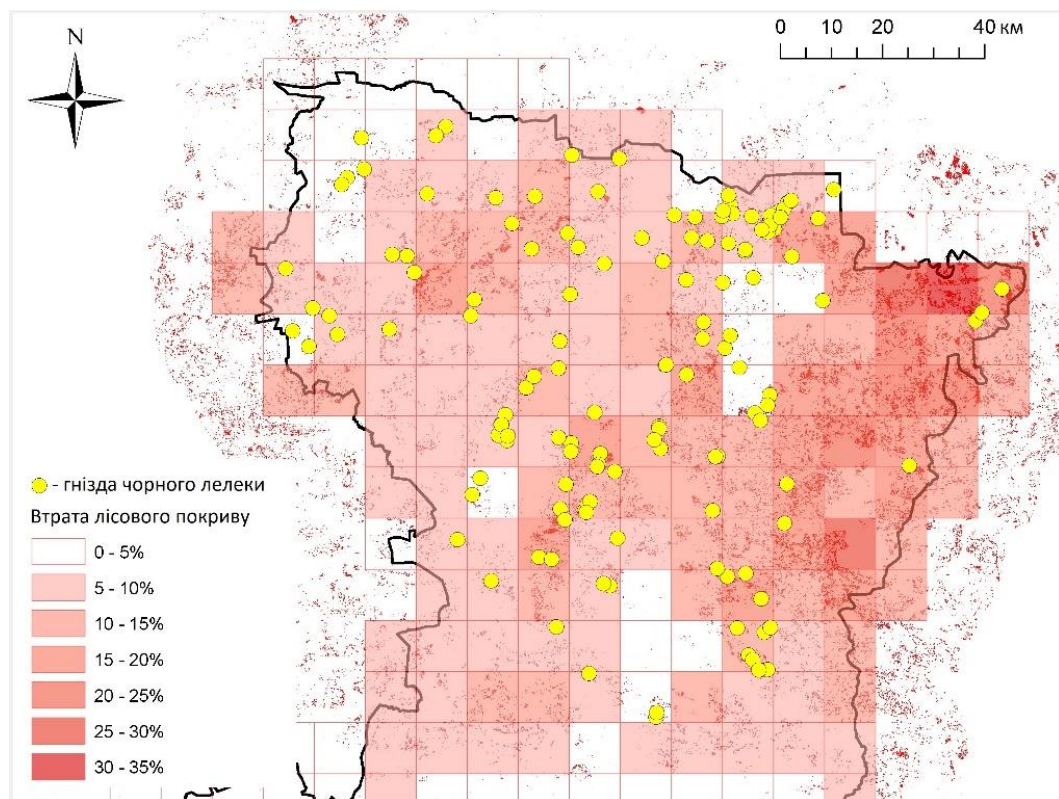 N
0 10 20 40 км
- гнізда чорного лелеки
Втрата лісового покриву
0 - 5%
5 - 10%
10 - 15%
15 - 20%
20 - 25%
25 - 30%
30 - 35%